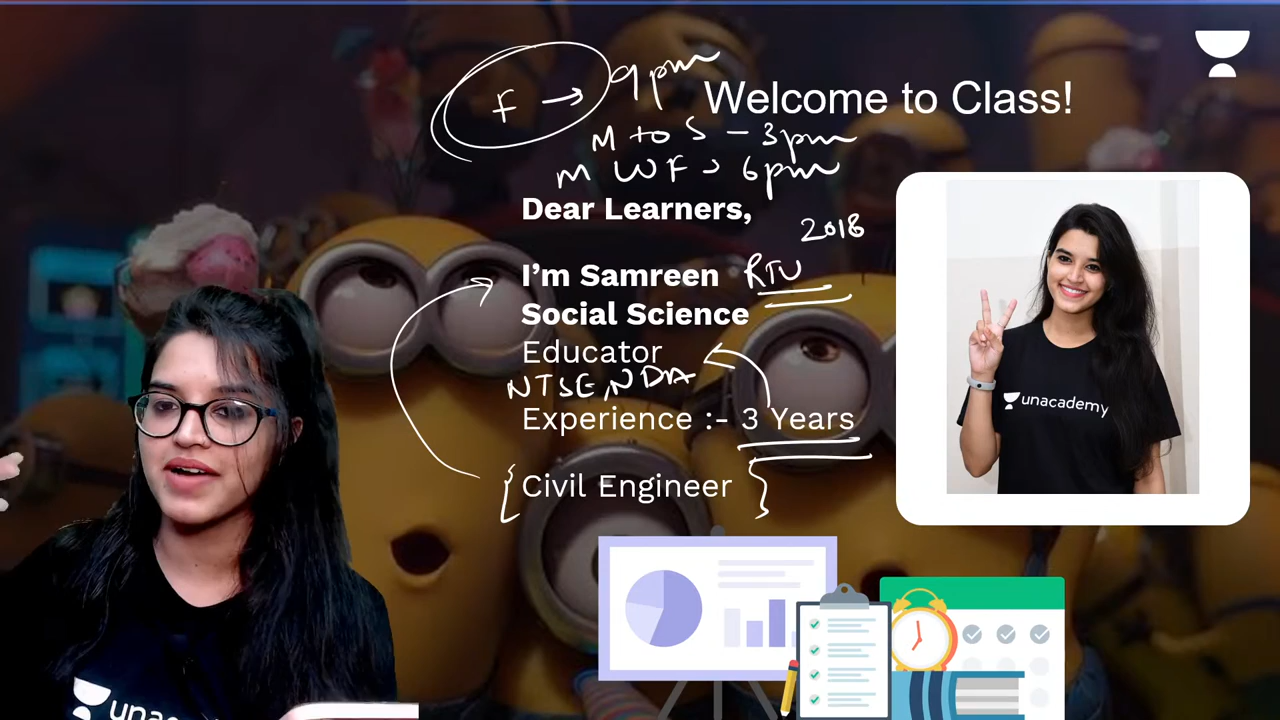 F → 9pm
Welcome to Class!
M to S - 3pm
M W F → 6pm
Dear Learners,
2018
I'm Samreen RTU
Social Science
Educator
NTSE, NDA
Experience :- 3 Years
{ Civil Engineer }
unacademy
unaca